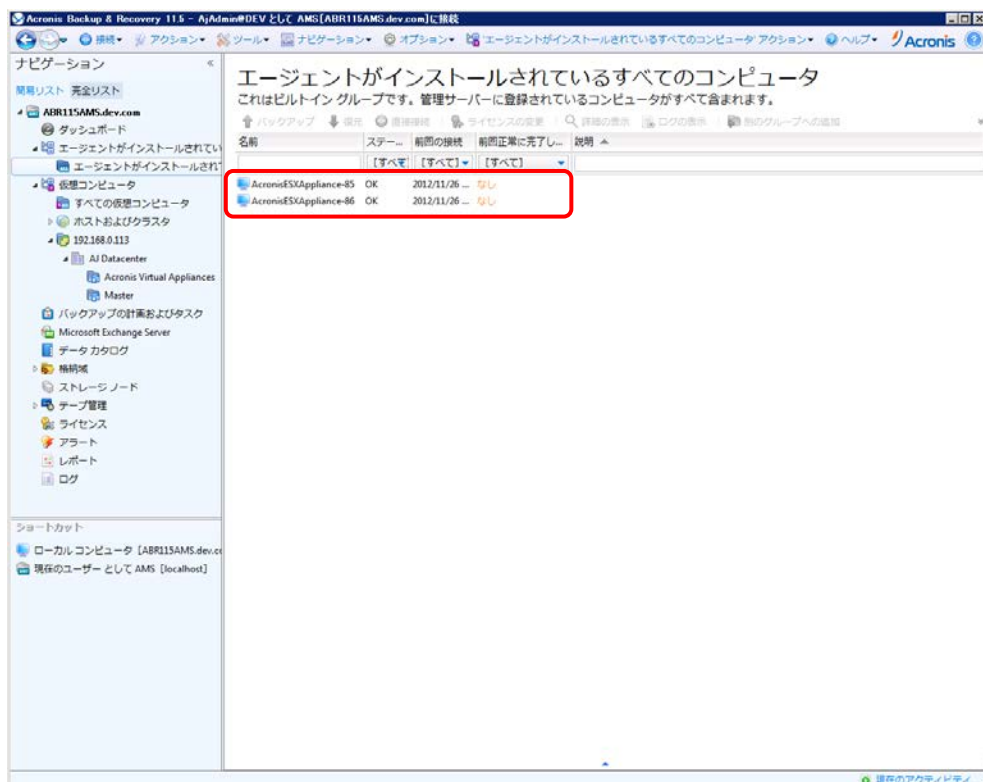 Acronis Backup & Recovery 11.5 - AjAdmin@DEV として AMS[ABR115AMS.dev.com]に接続
接続 アクション ツール ナビゲーション オプション 'エージェントがインストールされているすべてのコンピュータ' アクション ヘルプ Acronis
ナビゲーション
簡易リスト 完全リスト
ABR115AMS.dev.com
ダッシュボード
エージェントがインストールされてい
エージェントがインストールされ
仮想コンピュータ
すべての仮想コンピュータ
ホストおよびクラスタ
192.168.0.113
AJ Datacenter
Acronis Virtual Appliances
Master
バックアップの計画およびタスク
Microsoft Exchange Server
データ カタログ
格納域
ストレージ ノード
テープ管理
ライセンス
アラート
レポート
ログ
ショートカット
ローカル コンピュータ [ABR115AMS.dev.co
現在のユーザー として AMS [localhost]
エージェントがインストールされているすべてのコンピュータ
これはビルトイン グループです。管理サーバーに登録されているコンピュータがすべて含まれます。
バックアップ 復元 直接接続 ライセンスの変更 詳細の表示 ログの表示 別のグループへの追加
名前 ステー... 前回の接続 前回正常に完了し... 説明
[すべて [すべて] [すべて]
AcronisESXAppliance-85 OK 2012/11/26 ... なし
AcronisESXAppliance-86 OK 2012/11/26 ... なし
現在のアクティビティ